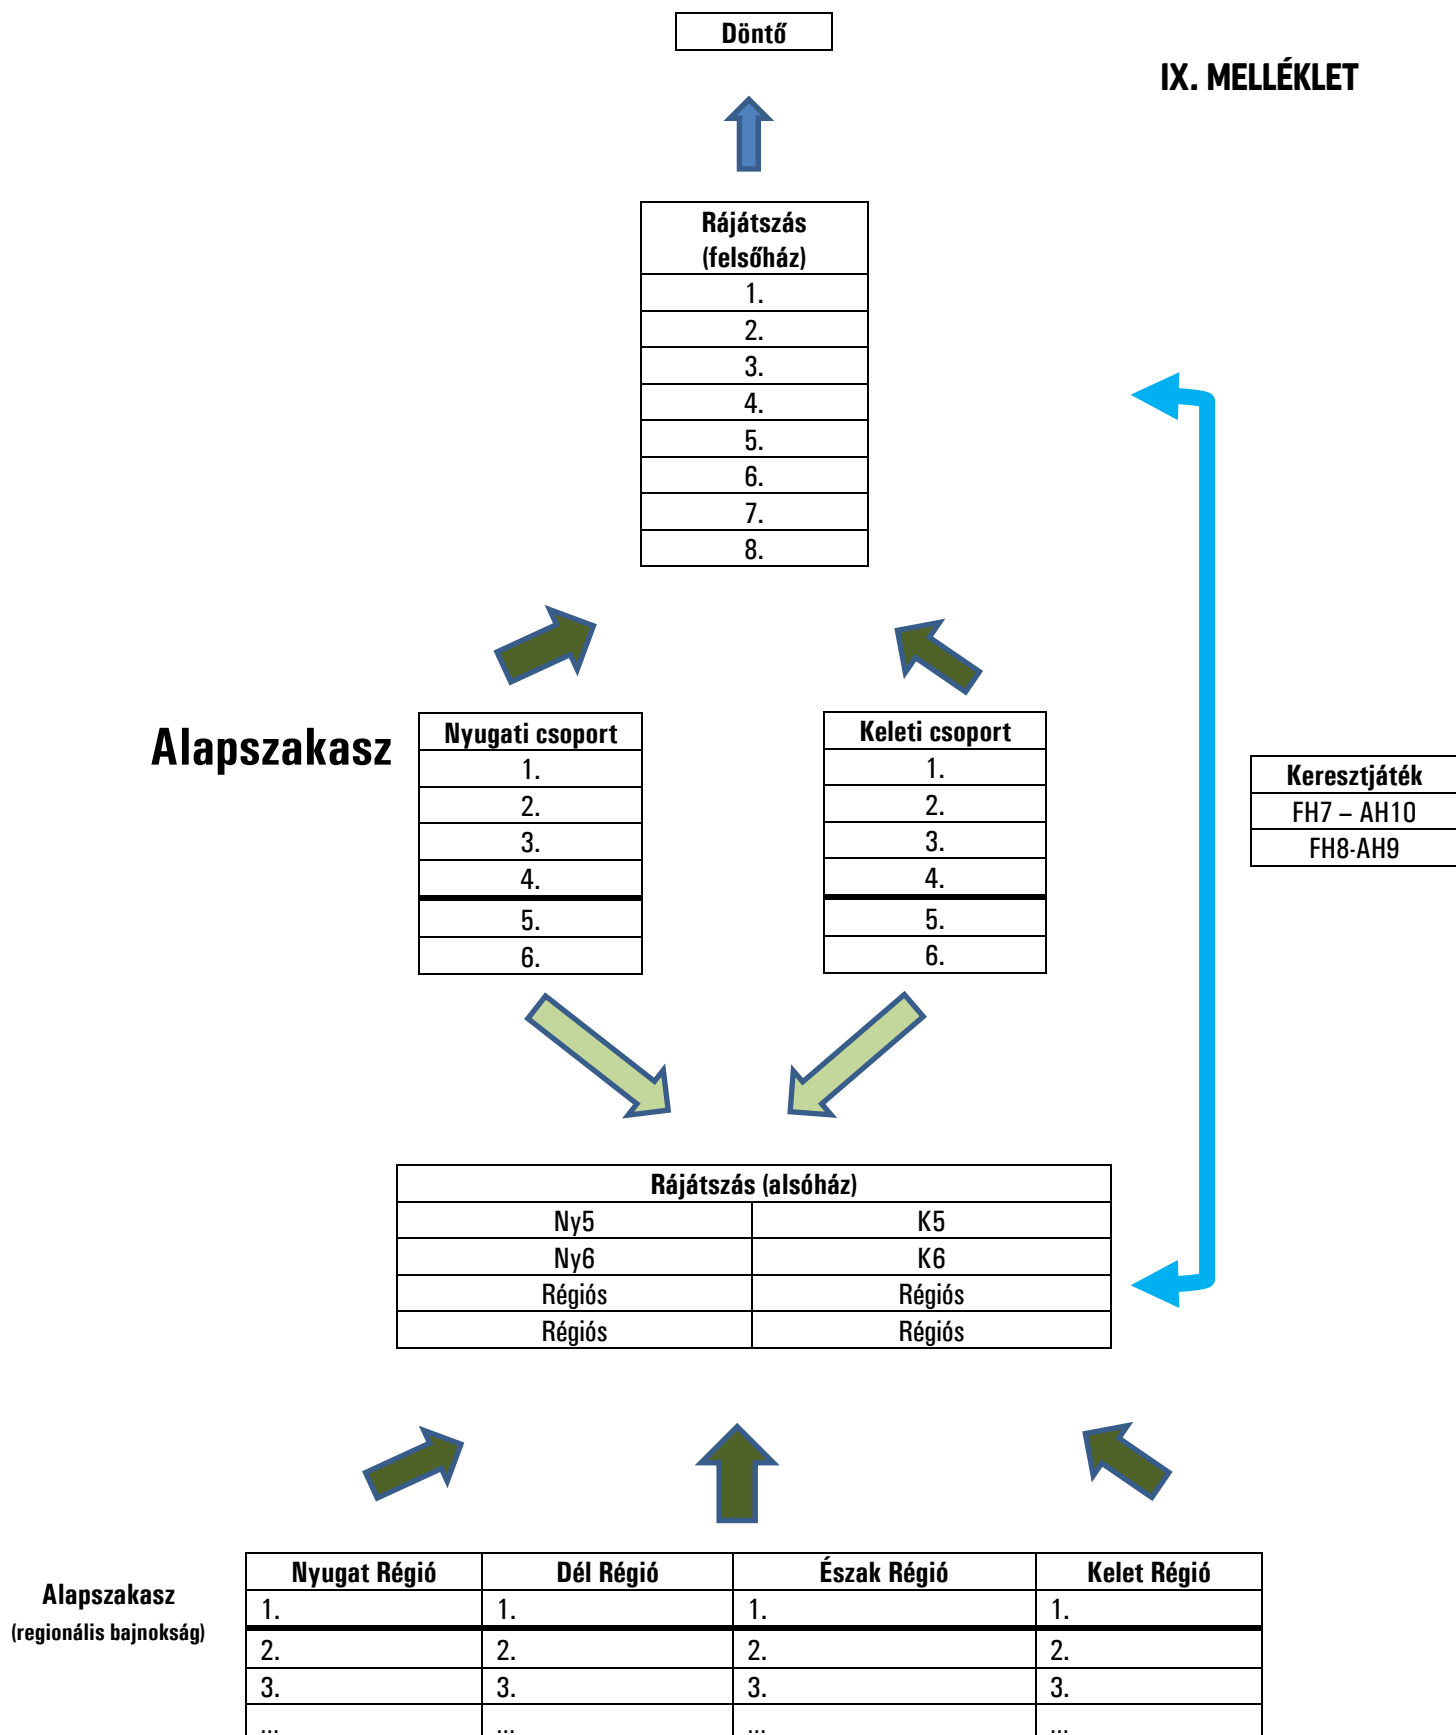 Döntő
IX. MELLÉKLET
Rájátszás
(felsőház)
1.
2.
3.
4.
5.
6.
7.
8.
Alapszakasz
Nyugati csoport
1.
2.
3.
4.
5.
6.
Keleti csoport
1.
2.
3.
4.
5.
6.
Keresztjáték
FH7 – AH10
FH8-AH9
Rájátszás (alsóház)
Ny5 K5
Ny6 K6
Régiós Régiós
Régiós Régiós
Alapszakasz
(regionális bajnokság)
Nyugat Régió Dél Régió Észak Régió Kelet Régió
1. 1. 1. 1.
2. 2. 2. 2.
3. 3. 3. 3.
... ... ... ...